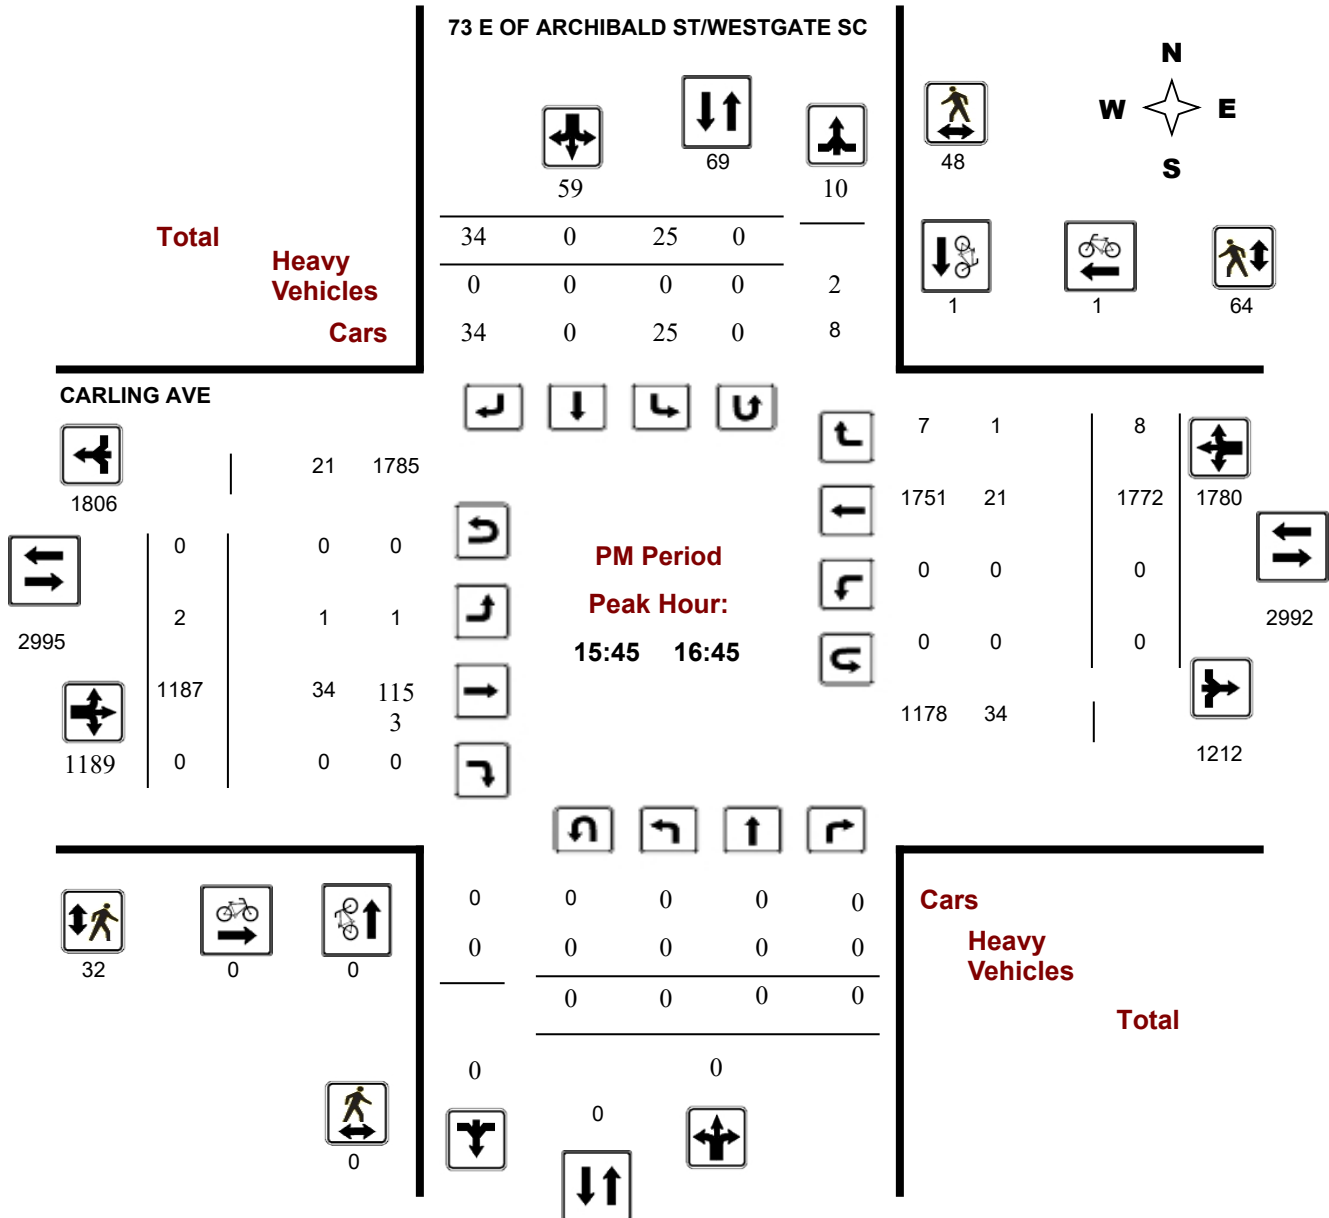 73 E OF ARCHIBALD ST/WESTGATE SC
N
W E
S
69
48
59 10
Total 34 0 25 0
Heavy
Vehicles
0 0 0 0 2
1 1 64
Cars 34 0 25 0 8
CARLING AVE
7 1 8
21 1785
1806
1751 21 1772 1780
0 0 0
PM Period
0 0 0
2995
2 1 1
Peak Hour:
2992
15:45 16:45
0 0 0
1187 34 115
3
1178 34
1189 0 0 0
1212
0 0 0 0 0
Cars
0 0 0 0 0
Heavy
Vehicles
32 0 0
0 0 0 0
Total
0 0
0
0